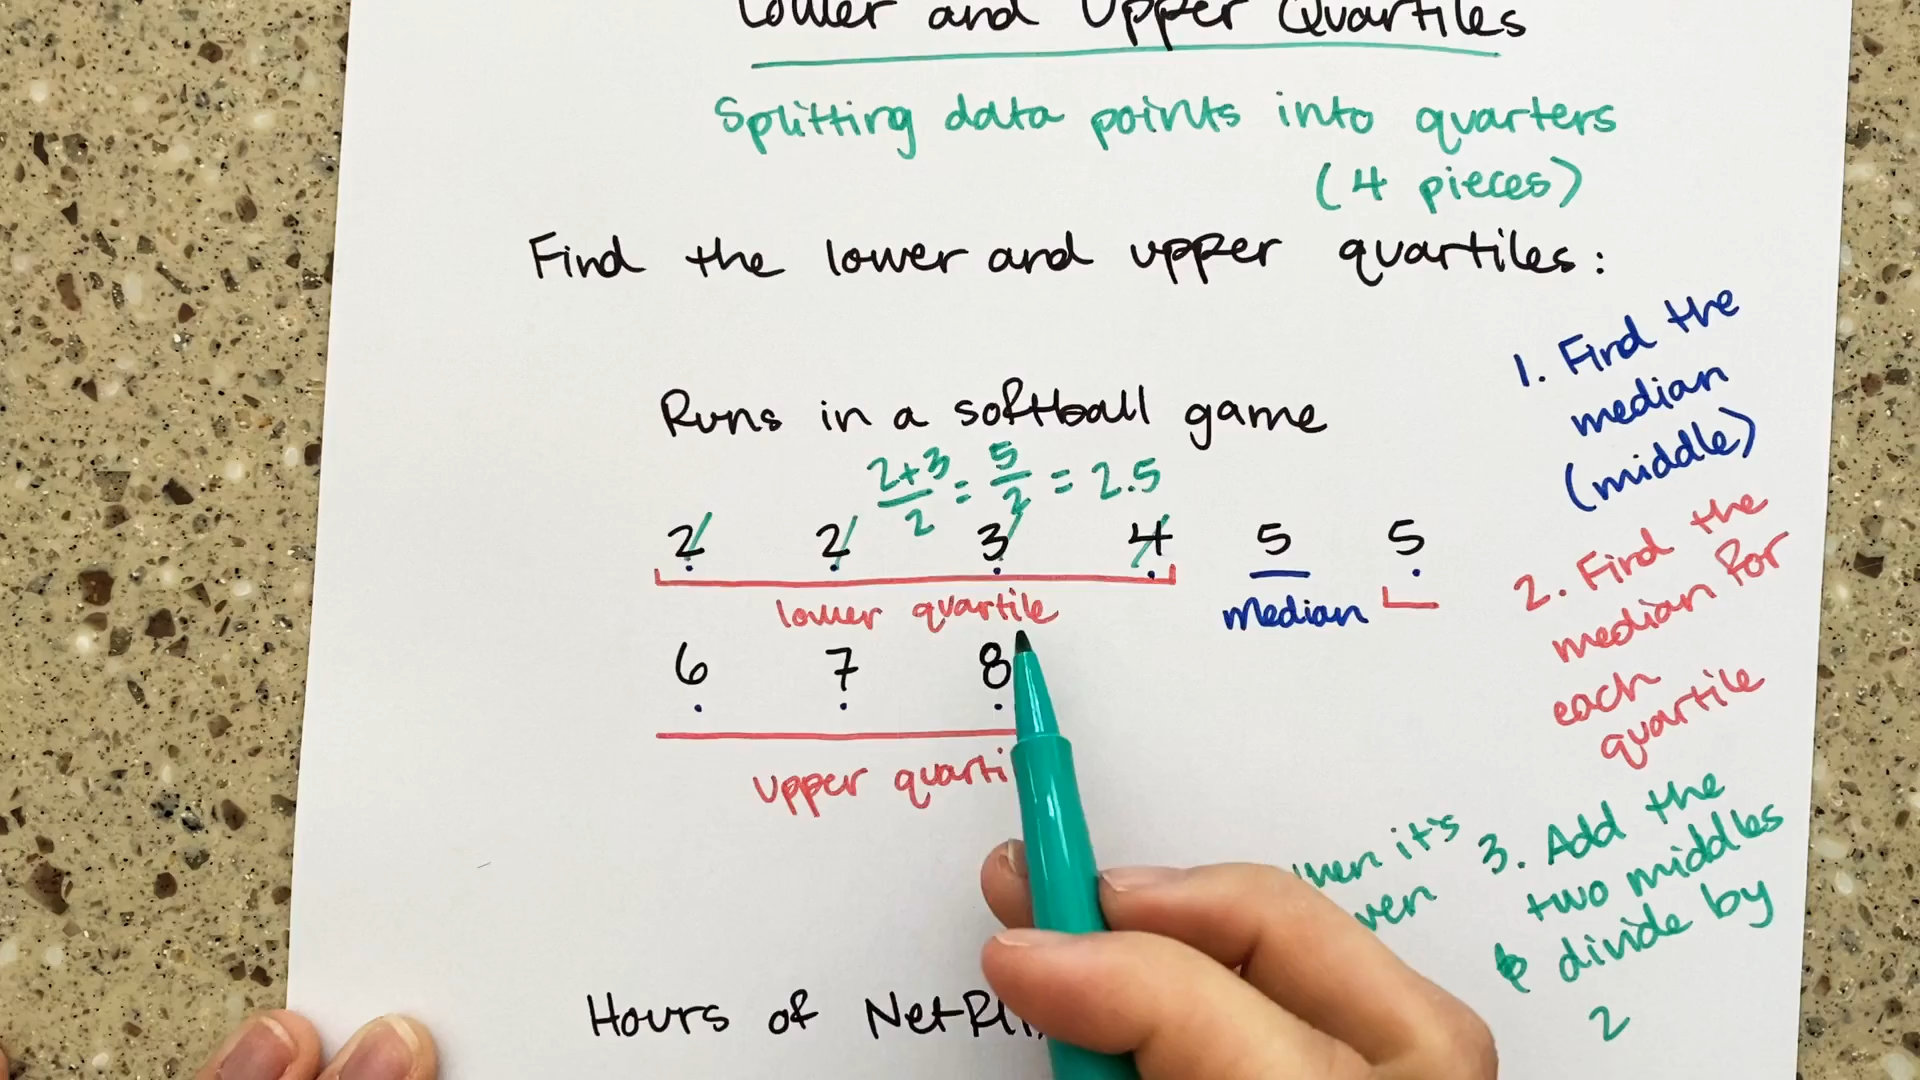 Lower and Upper Quartiles
Splitting data points into quarters
(4 pieces)
Find the lower and upper quartiles:
Runs in a softball game
2+3/2 = 5/2 = 2.5
2 2 3 4 5 5
lower quartile median
6 7 8
upper quarti
1. Find the
median
(middle)
2. Find the
median for
each
quartile
3. Add the
two middles
& divide by
2
it's
Hours of